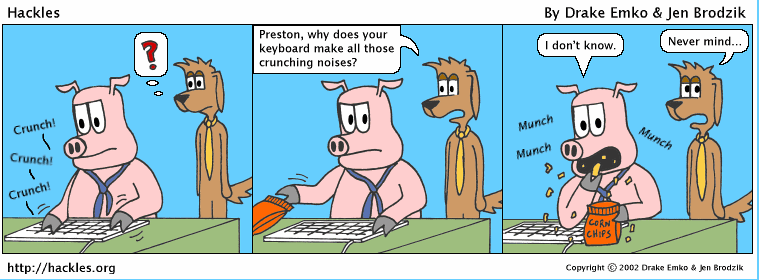 Hackles
By Drake Emko & Jen Brodzik
Crunch!
Crunch!
Crunch!
?
Preston, why does your
keyboard make all those
crunching noises?
I don't know.
Never mind...
Munch
Munch
Munch
CORN
CHIPS
http://hackles.org
Copyright © 2002 Drake Emko & Jen Brodzik